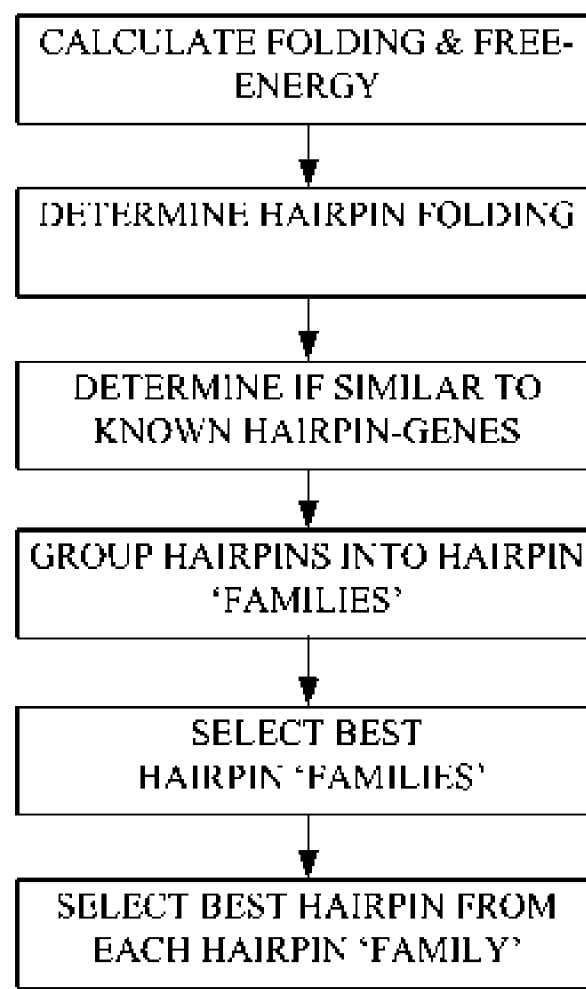 CALCULATE FOLDING & FREE-
ENERGY
DETERMINE HAIRPIN FOLDING
DETERMINE IF SIMILAR TO
KNOWN HAIRPIN-GENES
GROUP HAIRPINS INTO HAIRPIN
‘FAMILIES’
SELECT BEST
HAIRPIN ‘FAMILIES’
SELECT BEST HAIRPIN FROM
EACH HAIRPIN ‘FAMILY’